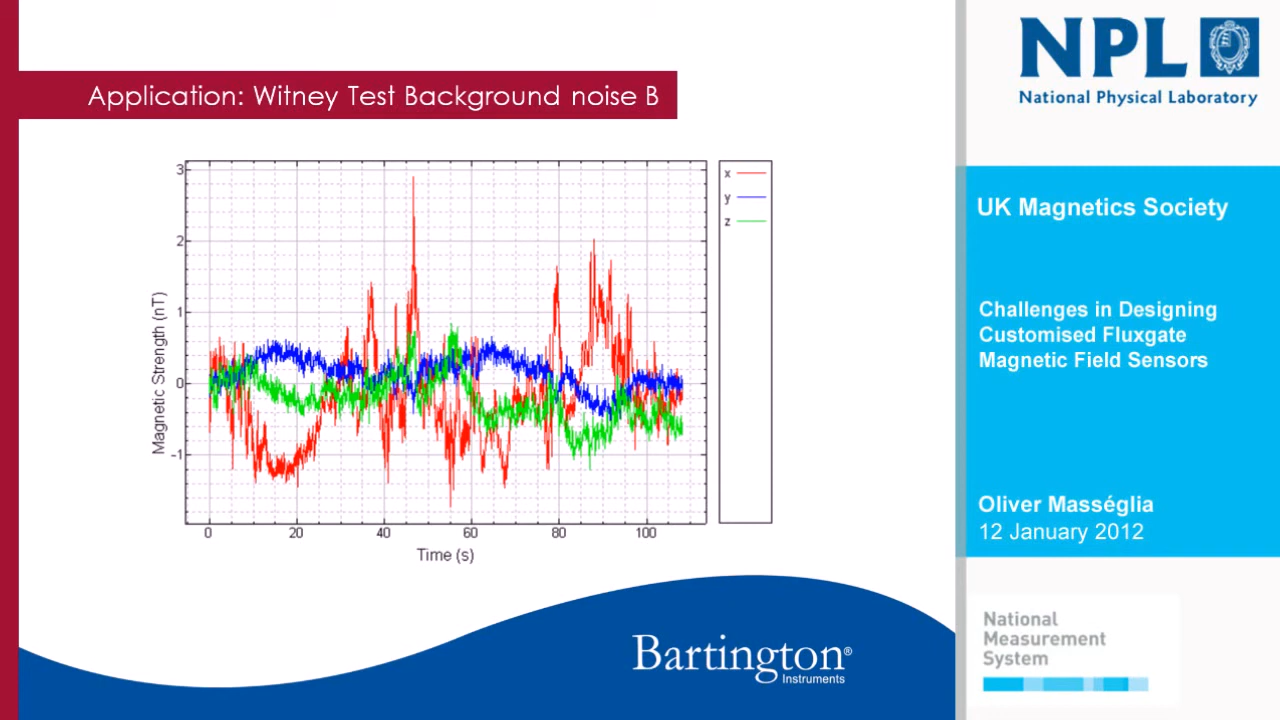 Application: Witney Test Background noise B
3
2
1
0
-1
Magnetic Strength (nT)
0 20 40 60 80 100
Time (s)
x
y
z
Bartington®
Instruments
NPL
National Physical Laboratory
UK Magnetics Society
Challenges in Designing
Customised Fluxgate
Magnetic Field Sensors
Oliver Masséglia
12 January 2012
National
Measurement
System